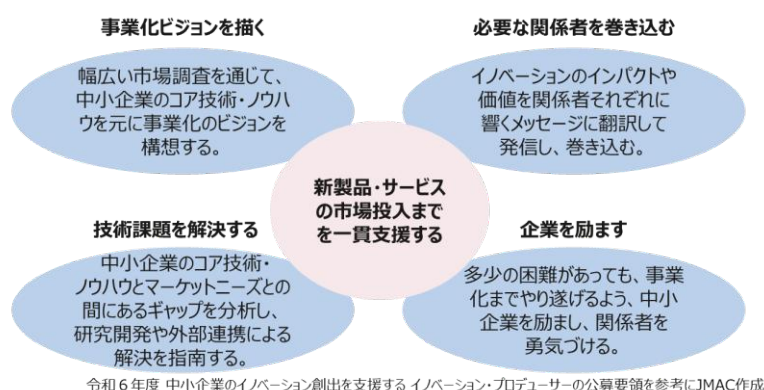 事業化ビジョンを描く
幅広い市場調査を通じて、
中小企業のコア技術・ノウハ
ウを元に事業化のビジョンを
構想する。
必要な関係者を巻き込む
イノベーションのインパクトや
価値を関係者それぞれに
響くメッセージに翻訳して
発信し、巻き込む。
新製品・サービス
の市場投入まで
を一貫支援する
技術課題を解決する
中小企業のコア技術・
ノウハウとマーケットニーズとの
間にあるギャップを分析し、
研究開発や外部連携による
解決を指南する。
企業を励ます
多少の困難があっても、事業
化までやり遂げるよう、中小
企業を励まし、関係者を
勇気づける。
令和6年度 中小企業のイノベーション創出を支援する イノベーション・プロデューサーの公募要領を参考にJMAC作成